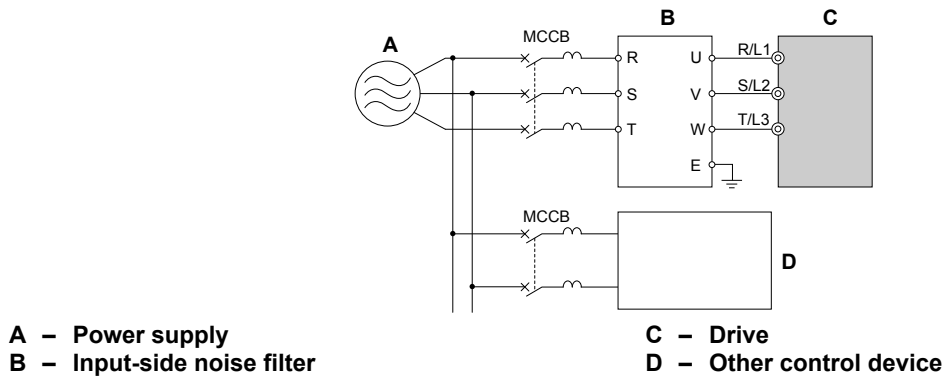 B
C
A
MCCB
R
U
R/L1
S
V
S/L2
T
W
T/L3
E
MCCB
D
A – Power supply
B – Input-side noise filter
C – Drive
D – Other control device